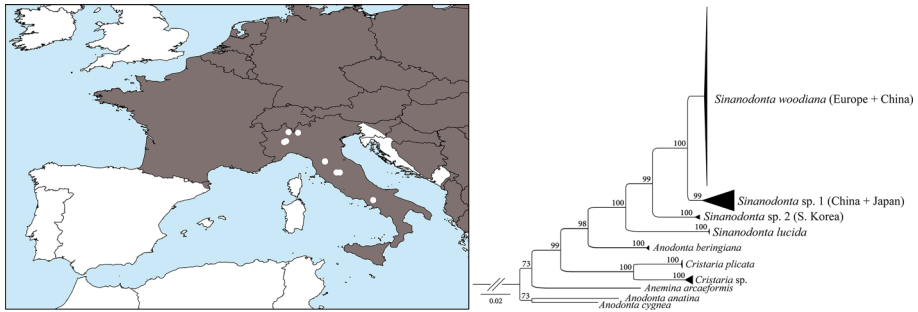 Sinanodonta woodiana (Europe + China)
100
99
Sinanodonta sp. 1 (China + Japan)
100
100
Sinanodonta sp. 2 (S. Korea)
99
100
Sinanodonta lucida
100
98
100
Anodonta beringiana
99
100
Cristaria plicata
100
100
Cristaria sp.
73
Anemina arcaeformis
73
Anodonta anatina
Anodonta cygnea
0.02